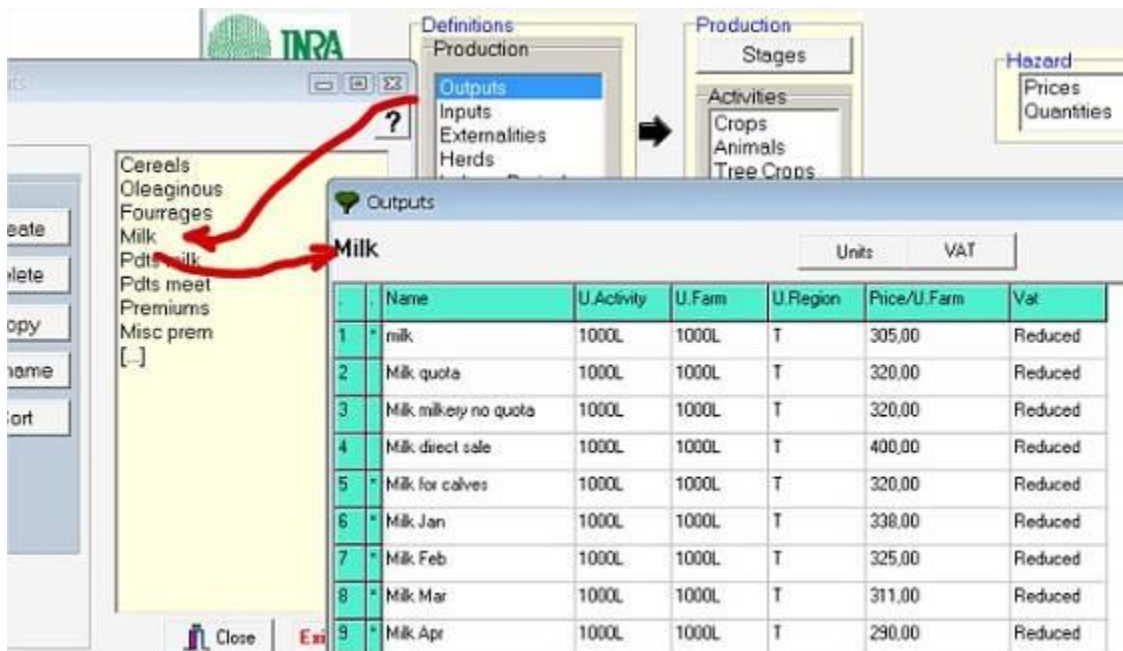 INRA
Definitions
Production
Outputs
Inputs
Externalities
Herds
Production
Stages
Activities
Crops
Animals
Tree Crops
Hazard
Prices
Quantities
?
Cereals
Oleaginous
Fourrages
Milk
Pdts milk
Pdts meet
Premiums
Misc prem
[...]
Close
Outputs
Milk
Units VAT
. . Name U.Activity U.Farm U.Region Price/U.Farm Vat
1 * milk 1000L 1000L T 305,00 Reduced
2 Milk quota 1000L 1000L T 320,00 Reduced
3 Milk milkery no quota 1000L 1000L T 320,00 Reduced
4 Milk direct sale 1000L 1000L T 400,00 Reduced
5 * Milk for calves 1000L 1000L T 320,00 Reduced
6 * Milk Jan 1000L 1000L T 338,00 Reduced
7 * Milk Feb 1000L 1000L T 325,00 Reduced
8 * Milk Mar 1000L 1000L T 311,00 Reduced
9 * Milk Apr 1000L 1000L T 290,00 Reduced